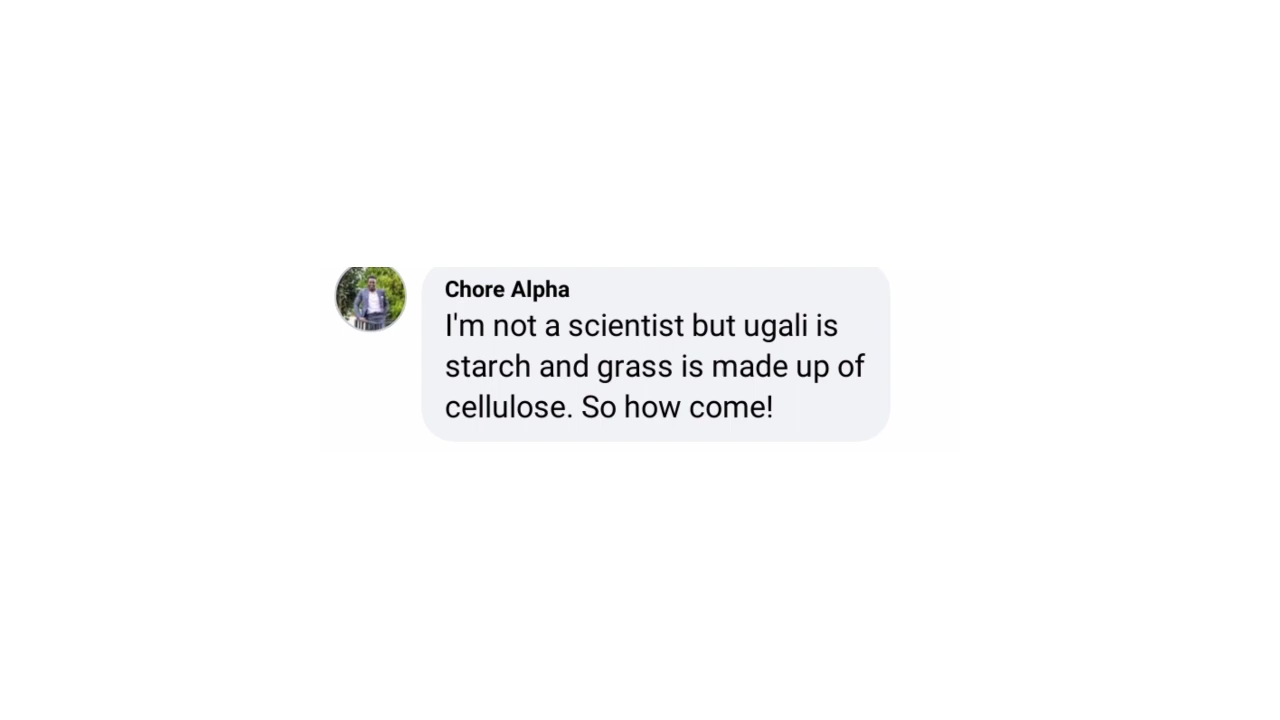 Chore Alpha
I'm not a scientist but ugali is
starch and grass is made up of
cellulose. So how come!